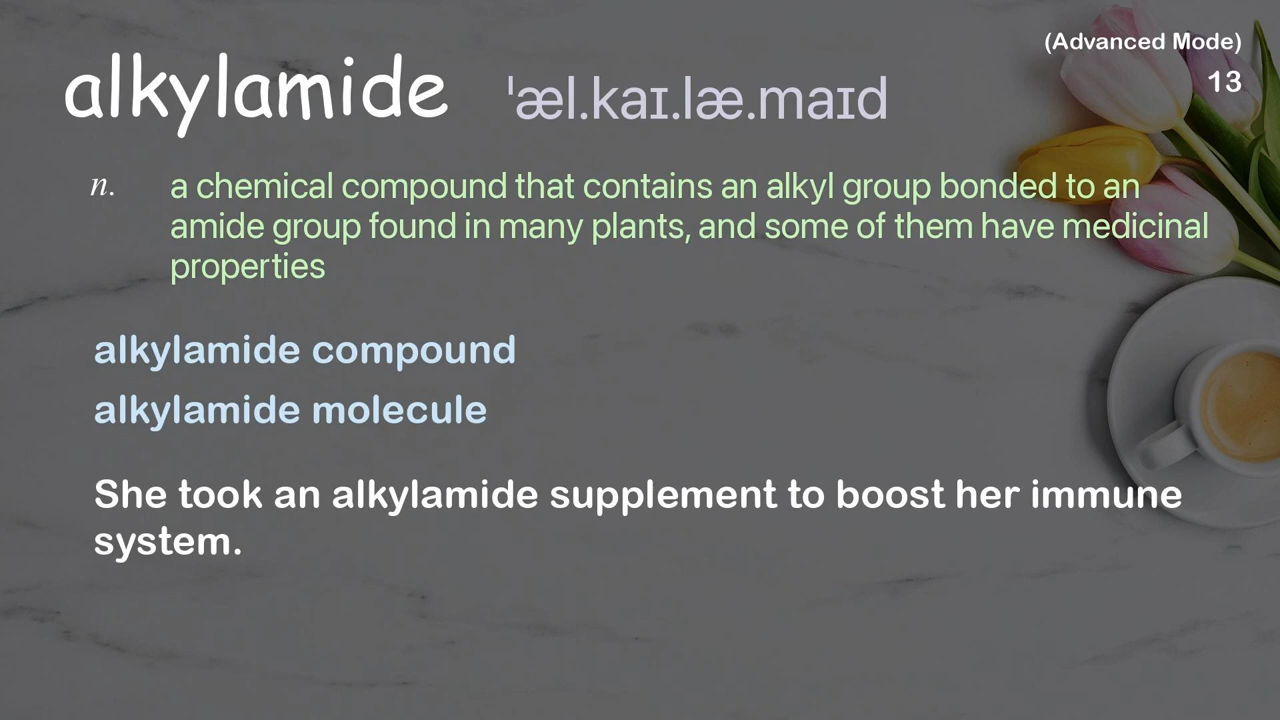 (Advanced Mode)
13
alkylamide ˈæl.kaɪ.læ.maɪd
n. a chemical compound that contains an alkyl group bonded to an
amide group found in many plants, and some of them have medicinal
properties
alkylamide compound
alkylamide molecule
She took an alkylamide supplement to boost her immune
system.